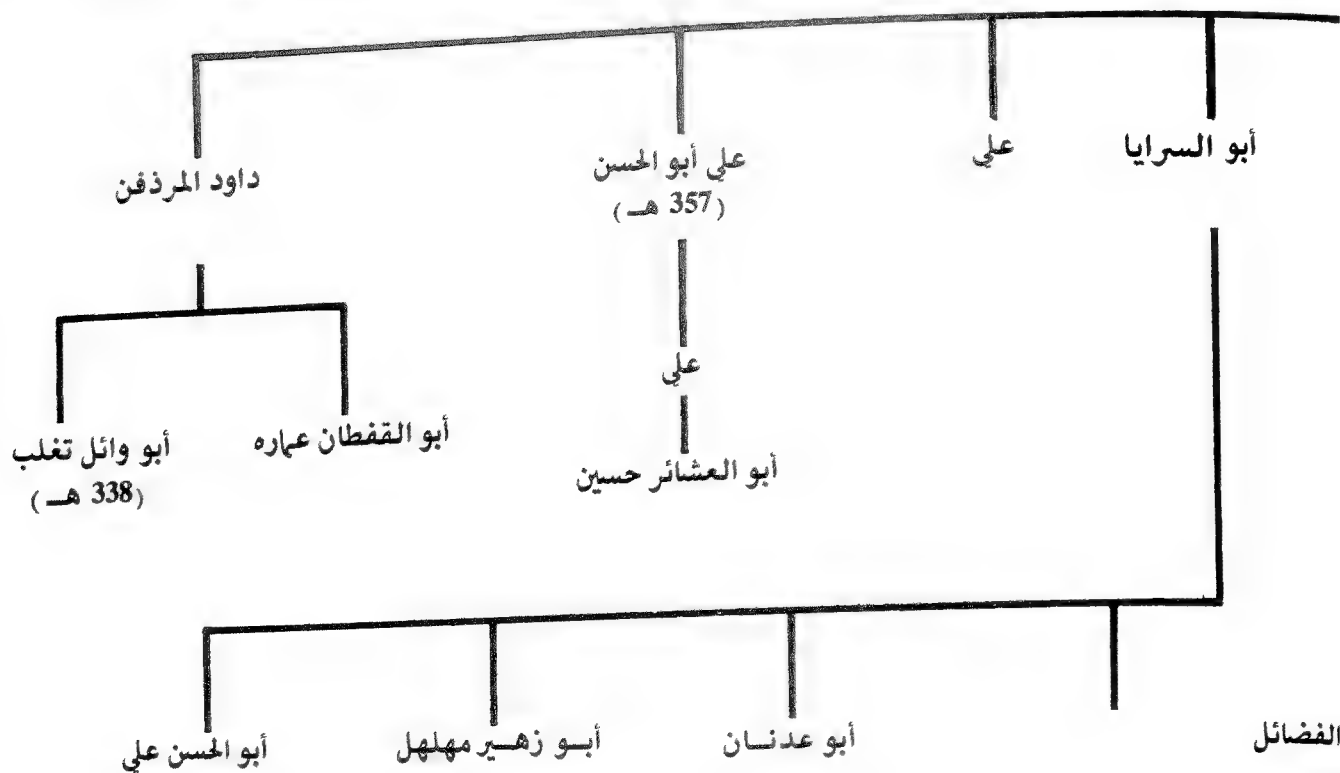 أبو السرايا
علي
علي أبو الحسن
(357 هـ)
داود المرذفن
علي
أبو العشائر حسين
أبو القفطان عماره
أبو وائل تغلب
(338 هـ)
الفضائل
أبو عدنان
أبو زهير مهلهل
أبو الحسن علي